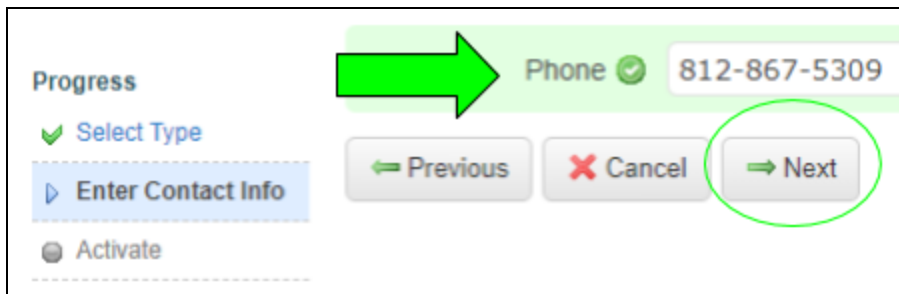 Progress
Select Type
Enter Contact Info
Activate
Phone 812-867-5309
Previous Cancel Next